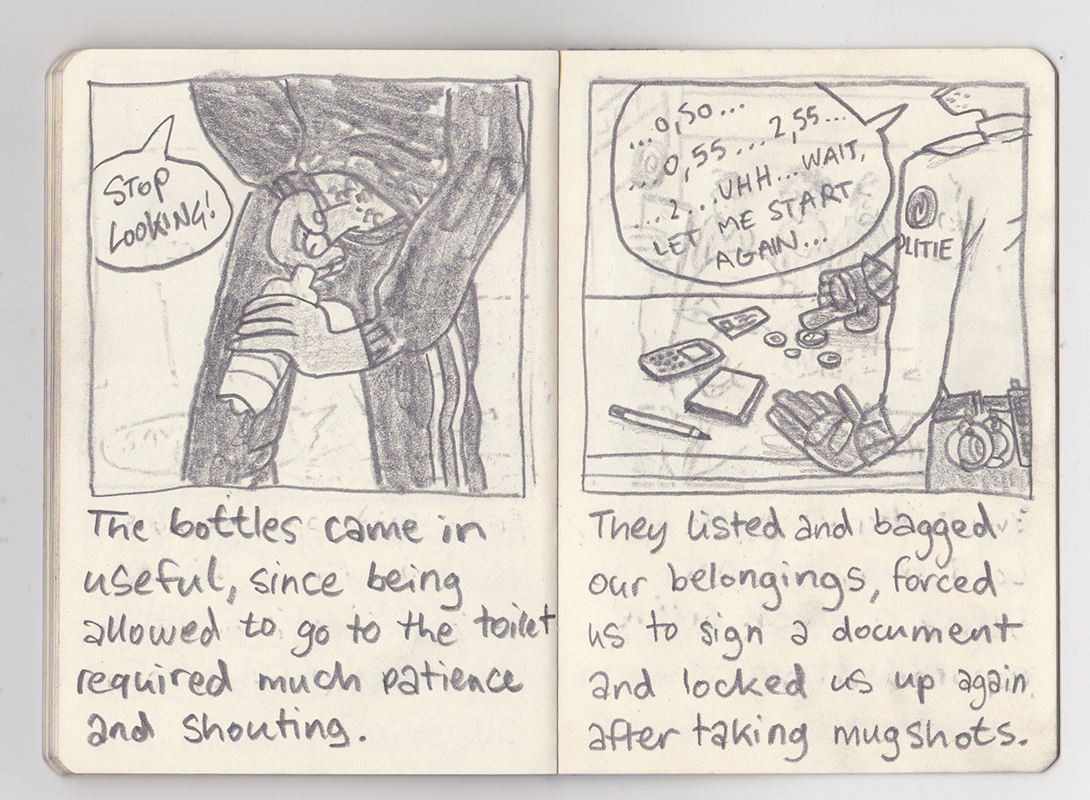 STOP
LOOKING!
The bottles came in
useful, since being
allowed to go to the toilet
required much patience
and shouting.
...0,50...
...0,55... 2,55...
...2...UHH...WAIT,
LET ME START
AGAIN...
OLITIE
They listed and bagged
our belongings, forced
us to sign a document
and locked us up again
after taking mugshots.